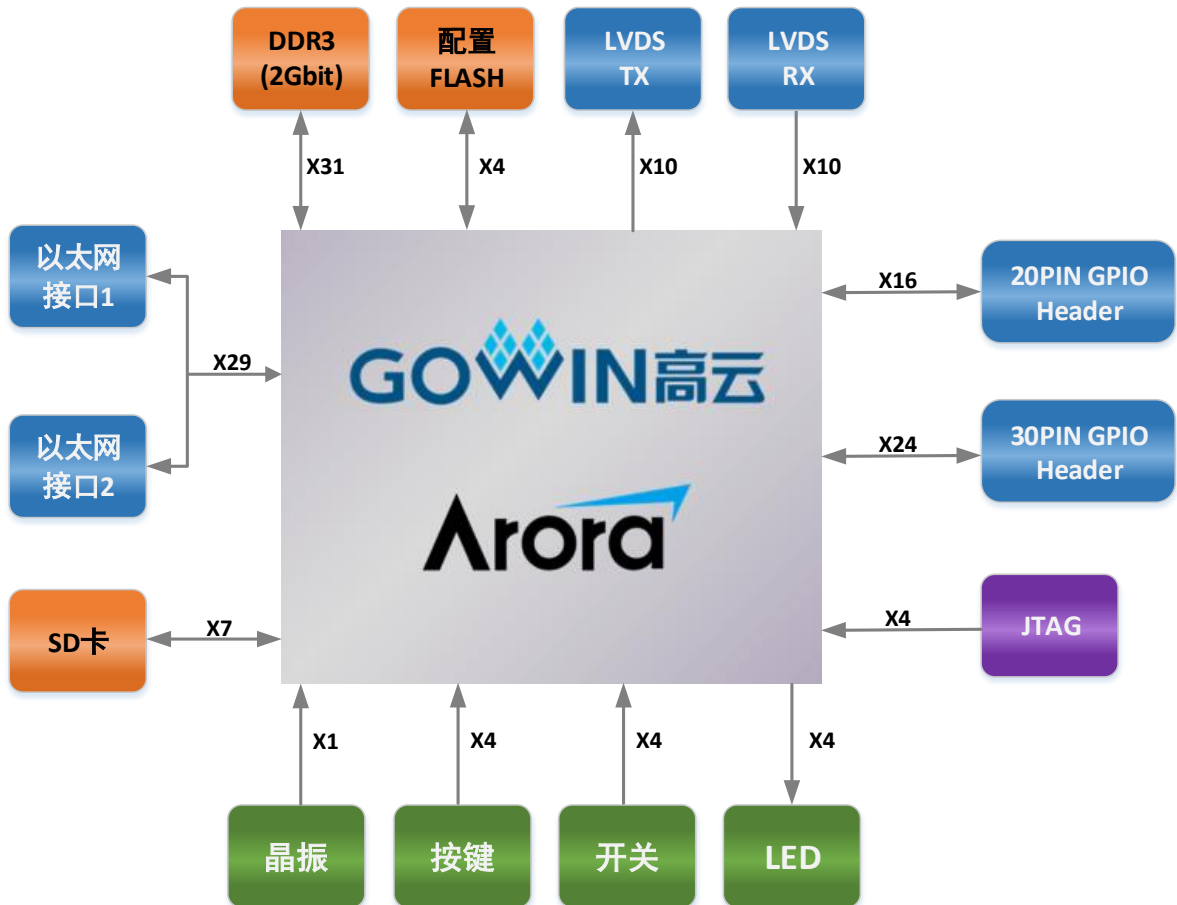 DDR3
(2Gbit)
配置
FLASH
LVDS
TX
LVDS
RX
X31
X4
X10
X10
以太网
接口1
X29
以太网
接口2
SD卡
X7
GOWIN高云
Arora
X16
20PIN GPIO
Header
X24
30PIN GPIO
Header
X4
JTAG
X1
X4
X4
X4
晶振
按键
开关
LED